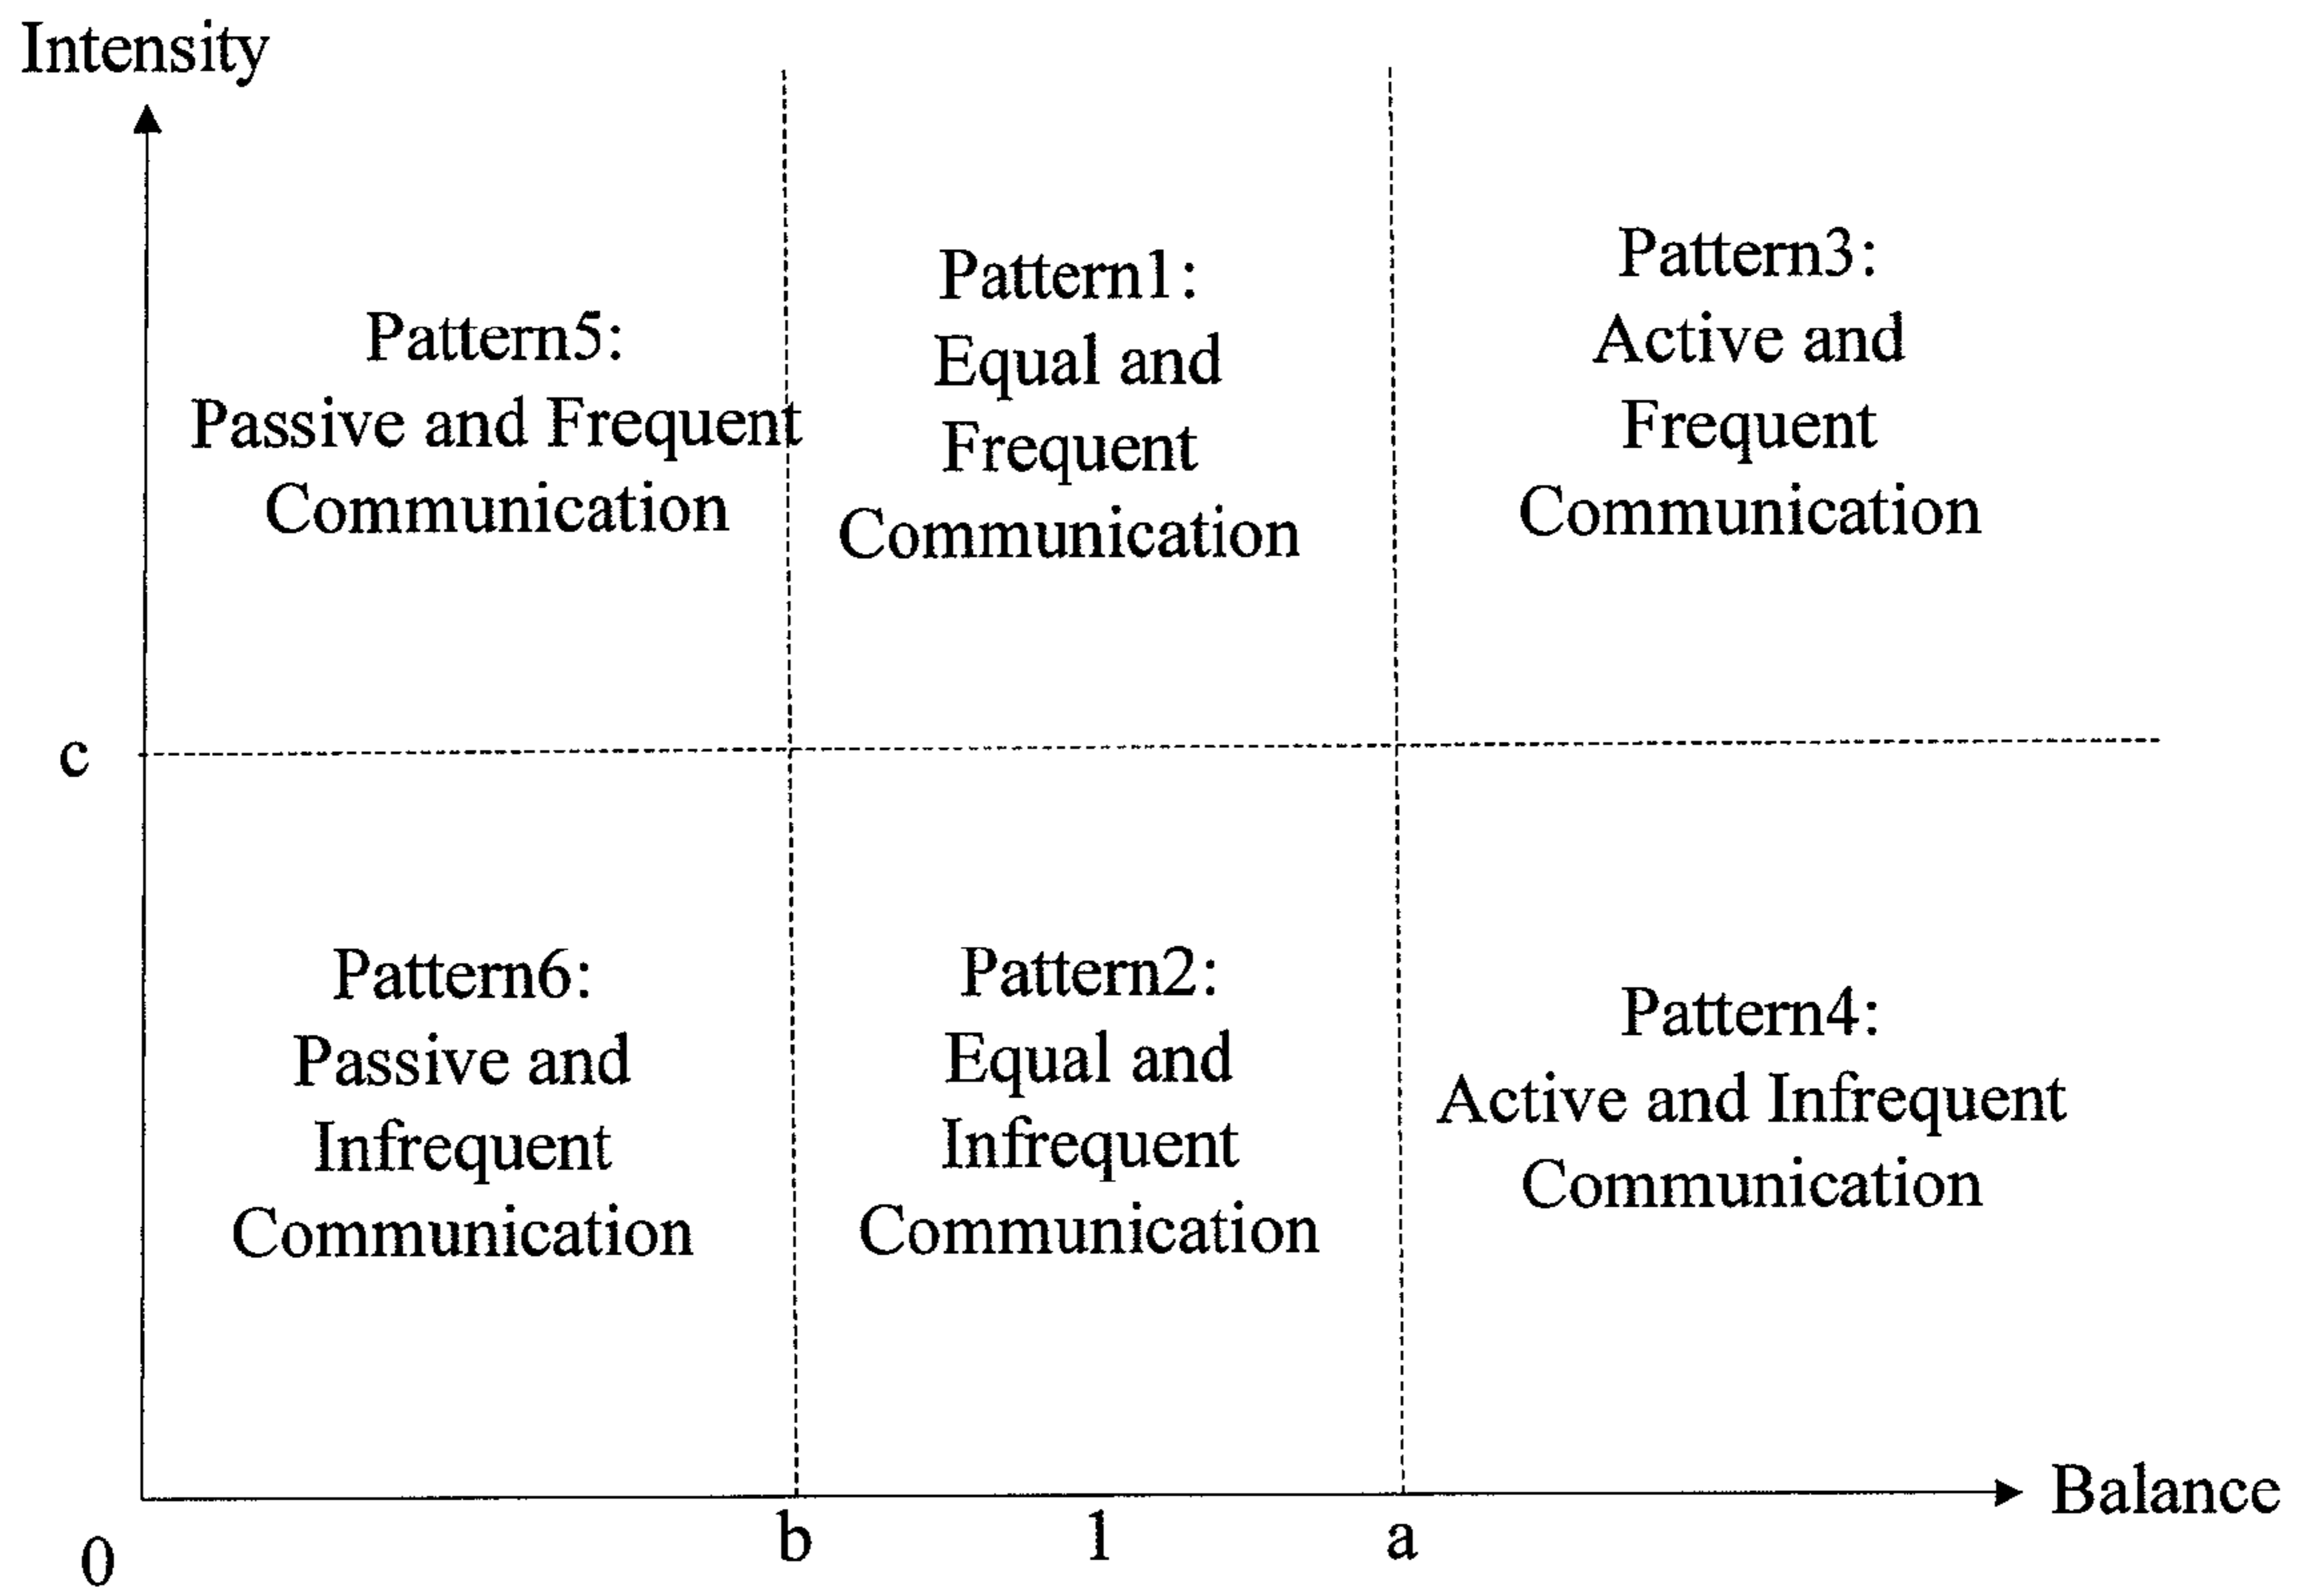 Intensity
Pattern5:
Passive and Frequent
Communication
Pattern1:
Equal and
Frequent
Communication
Pattern3:
Active and
Frequent
Communication
c
Pattern6:
Passive and
Infrequent
Communication
Pattern2:
Equal and
Infrequent
Communication
Pattern4:
Active and Infrequent
Communication
Balance
0
b
1
a